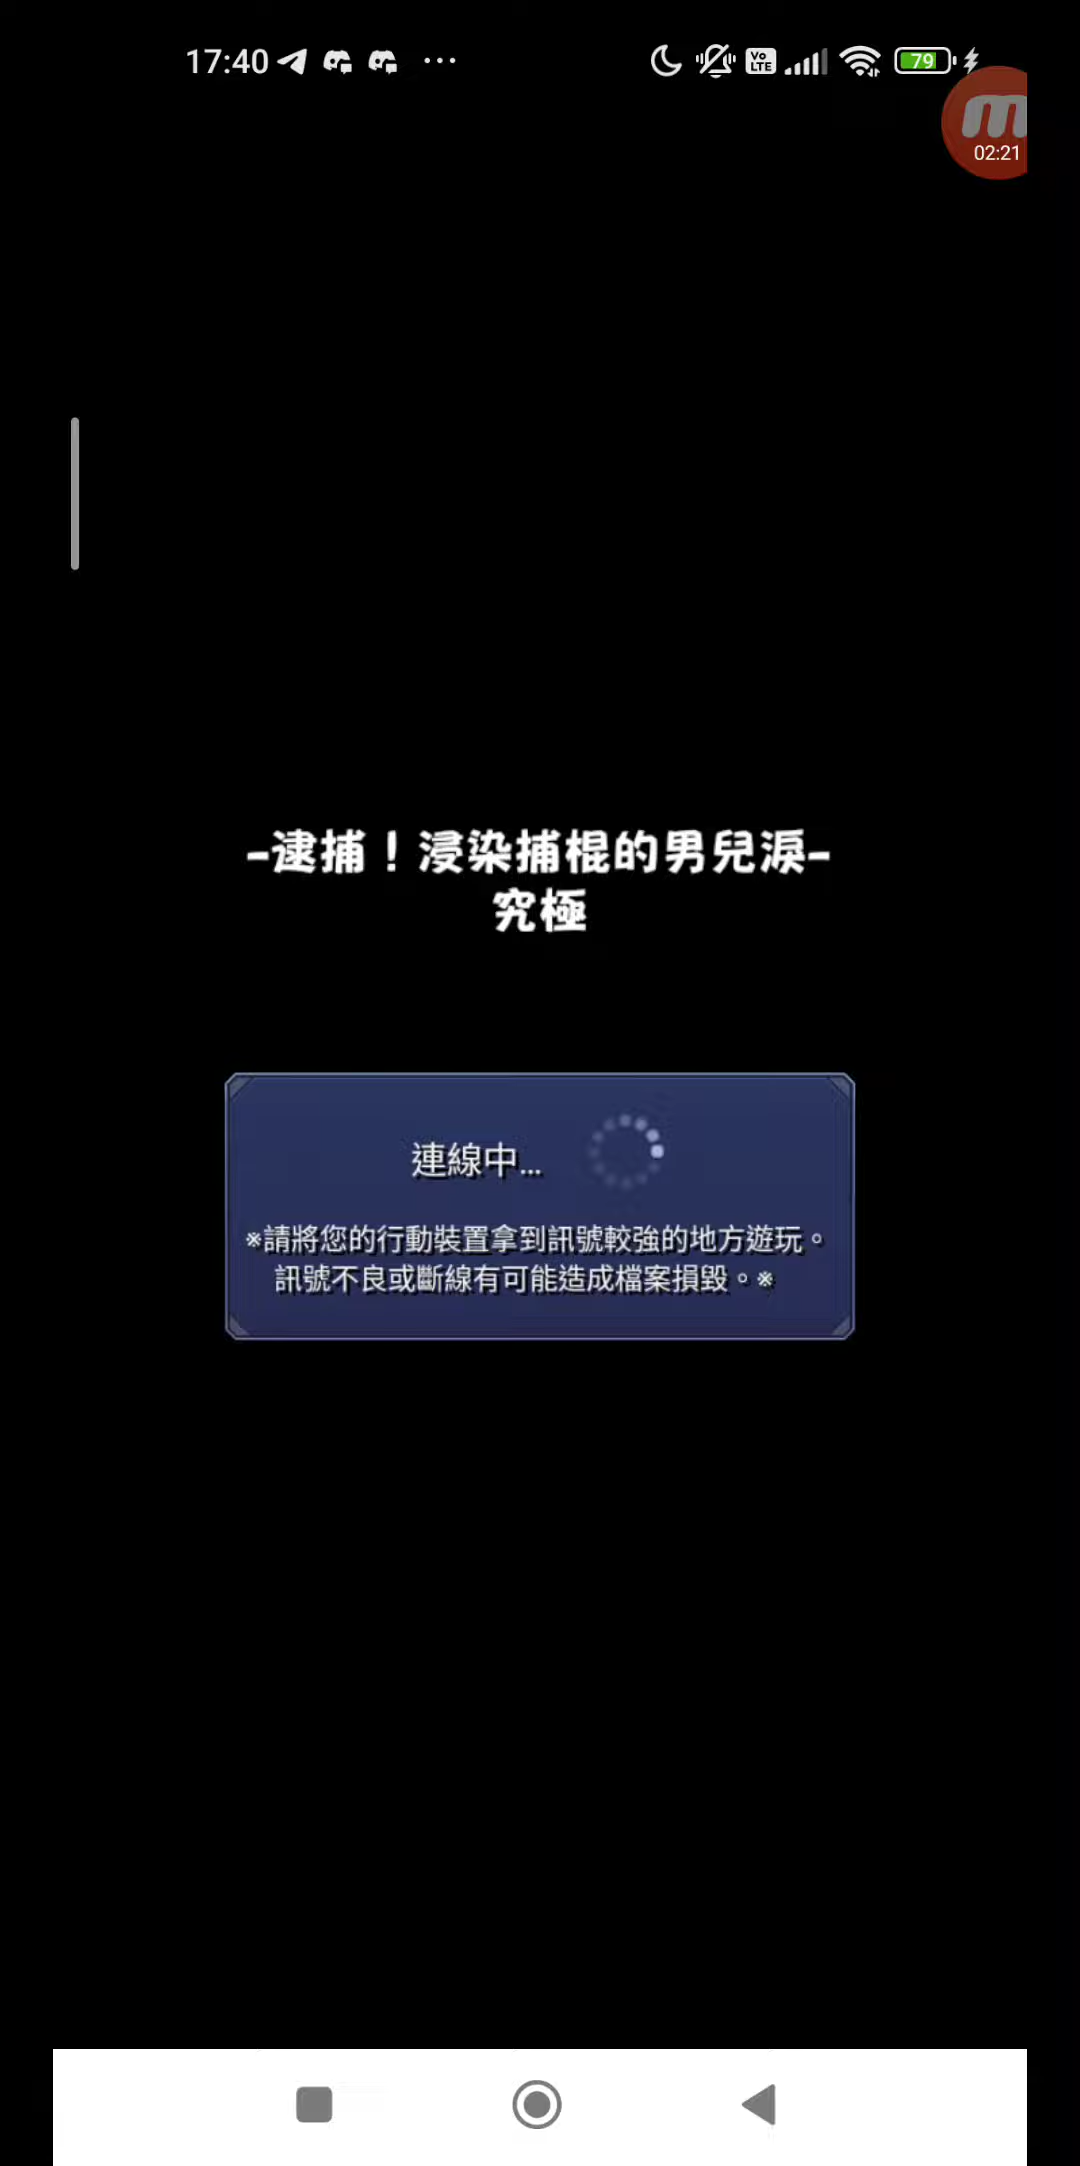 17:40
Vo
LTE
79
m
02:21
-逮捕！浸染捕棍的男兒淚-
究極
連線中...
※請將您的行動裝置拿到訊號較強的地方遊玩。
訊號不良或斷線有可能造成檔案損毀。※